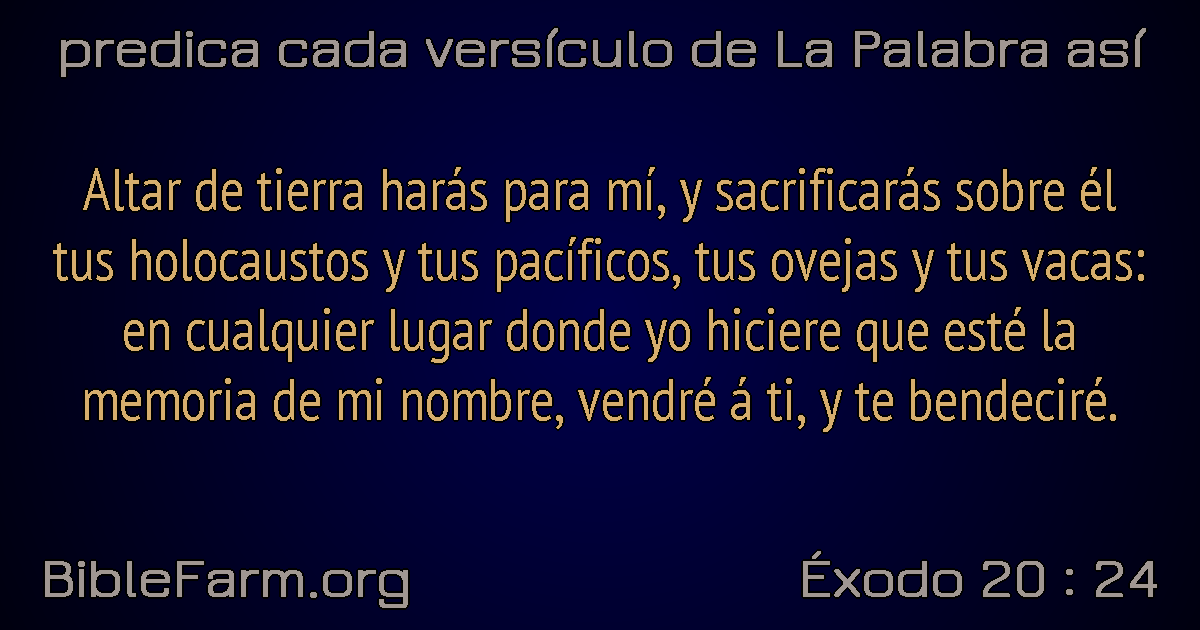 predica cada versículo de La Palabra así
Altar de tierra harás para mí, y sacrificarás sobre él
tus holocaustos y tus pacíficos, tus ovejas y tus vacas:
en cualquier lugar donde yo hiciere que esté la
memoria de mi nombre, vendré á ti, y te bendeciré.
BibleFarm.org
Éxodo 20 : 24